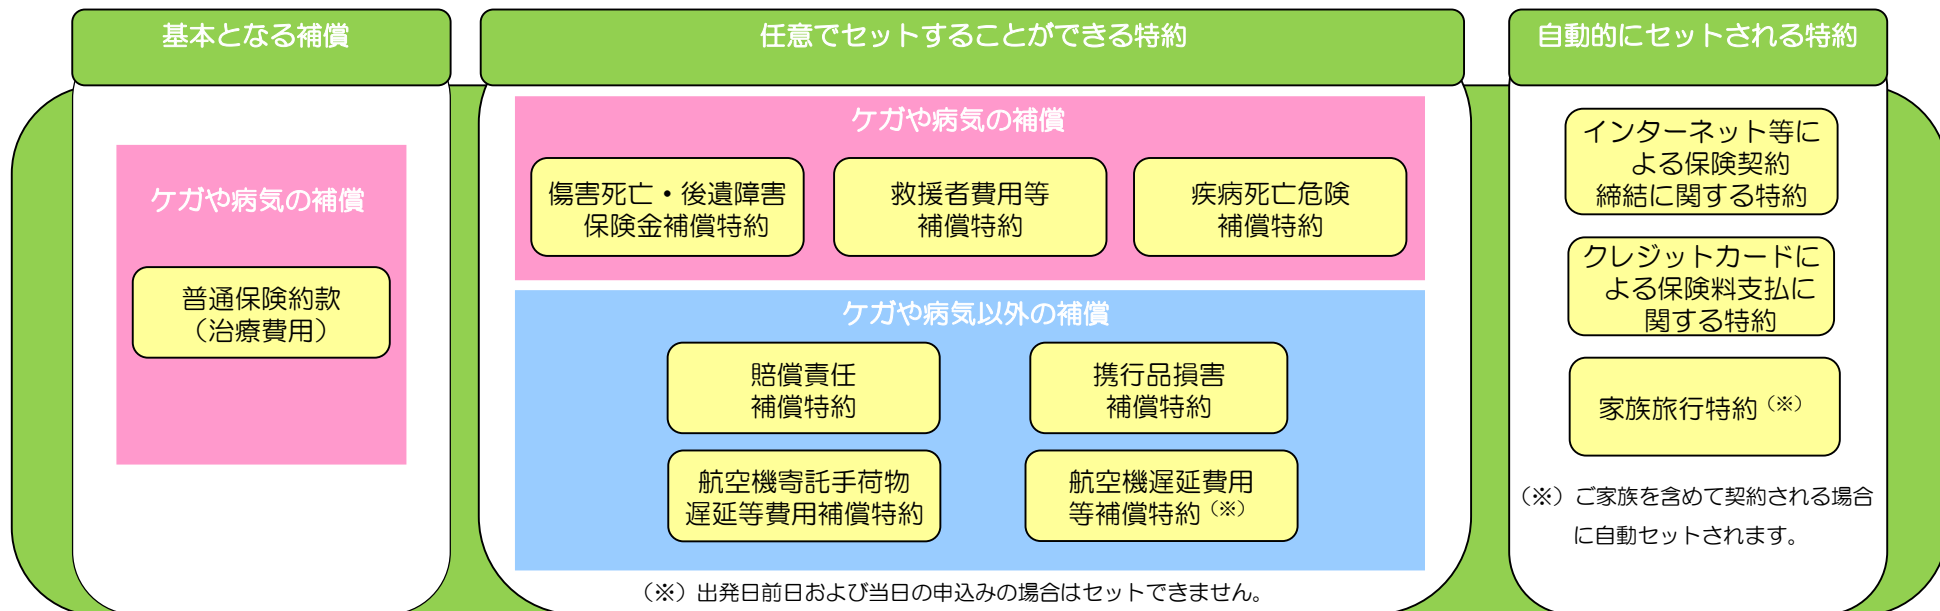 基本となる補償
ケガや病気の補償
普通保険約款
（治療費用）
任意でセットすることができる特約
ケガや病気の補償
傷害死亡・後遺障害
保険金補償特約
救援者費用等
補償特約
疾病死亡危険
補償特約
ケガや病気以外の補償
賠償責任
補償特約
携行品損害
補償特約
航空機寄託手荷物
遅延等費用補償特約
航空機遅延費用
等補償特約（※）
（※）出発日前日および当日の申込みの場合はセットできません。
自動的にセットされる特約
インターネット等に
よる保険契約
締結に関する特約
クレジットカードに
よる保険料支払に
関する特約
家族旅行特約（※）
（※）ご家族を含めて契約される場合
に自動セットされます。